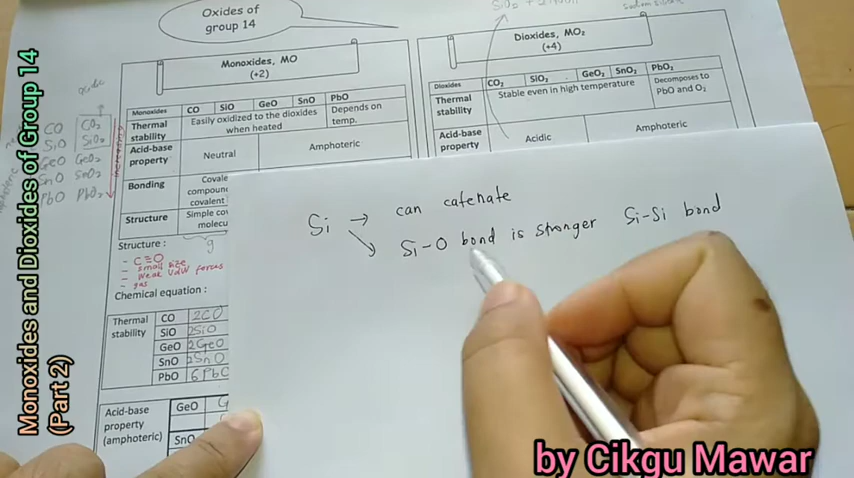 Monoxides and Dioxides of Group 14
(Part 2)
by Cikgu Mawar
Oxides of
group 14
Monoxides, MO
(+2)
Monoxides CO SiO GeO SnO PbO
Thermal stability Easily oxidized to the dioxides when heated Depends on temp.
Acid-base property Neutral Amphoteric
Bonding
Structure
Dioxides, MO₂
(+4)
Dioxides CO₂ SiO₂ GeO₂ SnO₂ PbO₂
Thermal stability Stable even in high temperature Decomposes to PbO and O₂
Acid-base property Acidic Amphoteric
CO CO₂
SiO SiO₂
GeO GeO₂
SnO SnO₂
PbO PbO₂
Structure :
- C≡O
- small size
- weak VdW forces
- gas
Chemical equation :
Thermal stability
CO 2CO
SiO 2SiO
GeO 2GeO
SnO 2SnO
PbO 6PbO
Acid-base property (amphoteric)
GeO
SnO
Si → can catenate
Si-O bond is stronger Si-Si bond